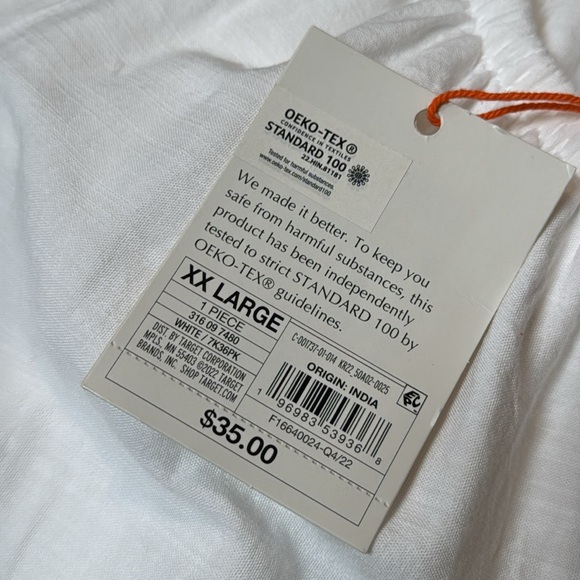 OEKO-TEX®
CONFIDENCE IN TEXTILES
STANDARD 100
22.HIN.81181
Tested for harmful substances.
www.oeko-tex.com/standard100
We made it better. To keep you
safe from harmful substances, this
product has been independently
tested to strict STANDARD 100 by
OEKO-TEX® guidelines.
XX LARGE
1 PIECE
316 09 7480
WHITE / 7K36PK
DIST. BY TARGET CORPORATION
MPLS, MN 55403 ©2022 TARGET
BRANDS, INC. SHOP TARGET.COM
C-001737-01-014 KR22_50A02-0025
ORIGIN: INDIA
1 96983 53936 8
F16640024-Q4/22
$35.00